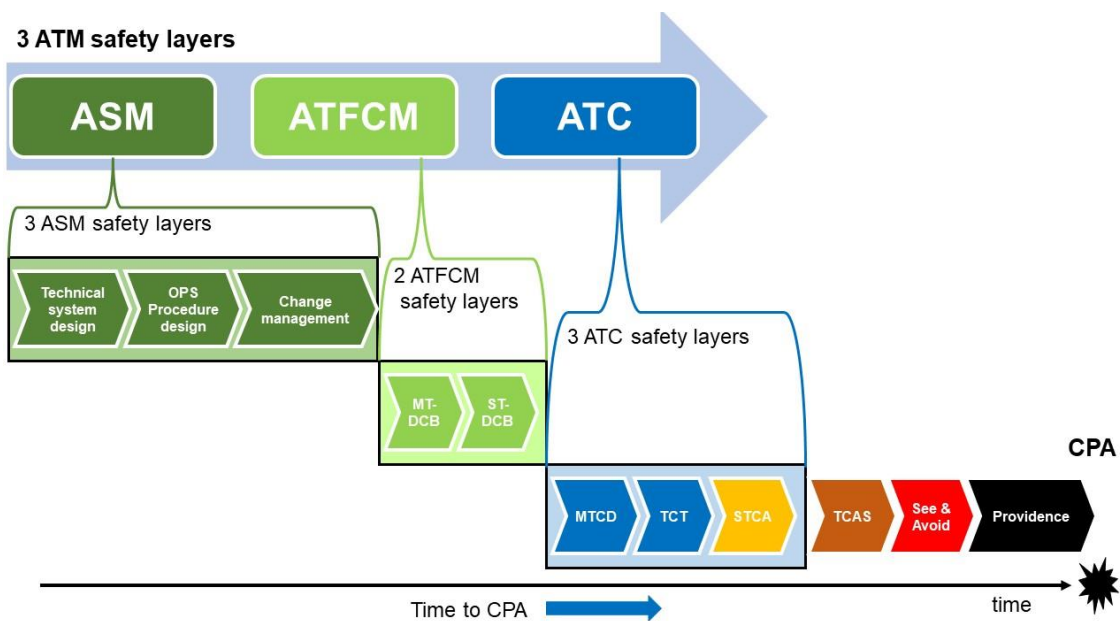 3 ATM safety layers
ASM
ATFCM
ATC
3 ASM safety layers
Technical
system
design
OPS
Procedure
design
Change
management
2 ATFCM
safety layers
MT-
DCB
ST-
DCB
3 ATC safety layers
MTCD
TCT
STCA
CPA
TCAS
See &
Avoid
Providence
Time to CPA
time